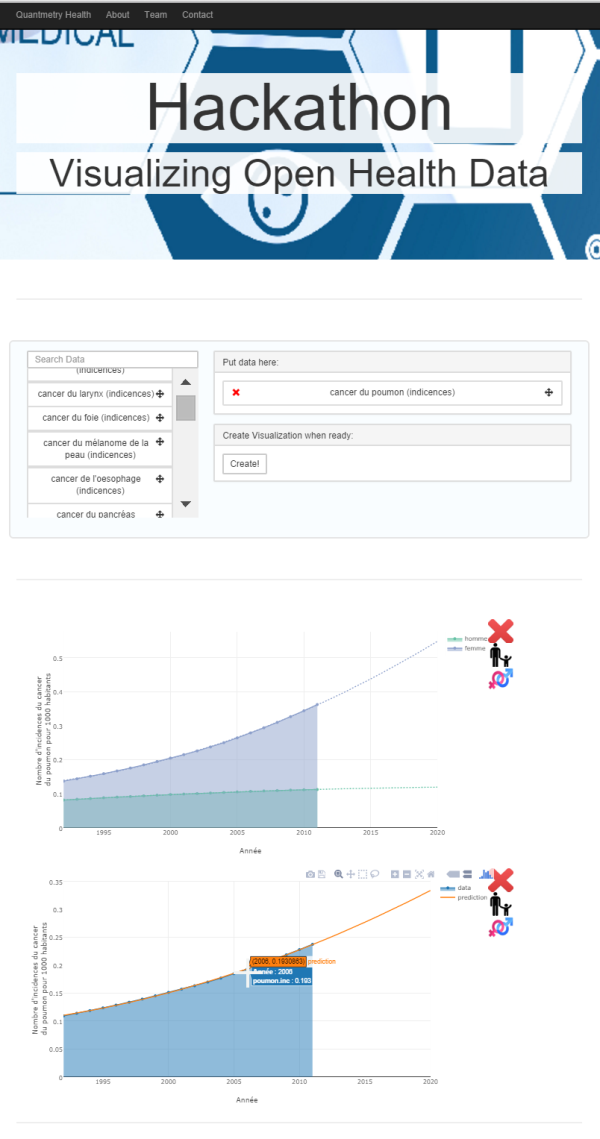 Quantmetry Health About Team Contact
MEDICAL
Hackathon
Visualizing Open Health Data
Search Data
(indicences)
cancer du larynx (indicences)
cancer du foie (indicences)
cancer du mélanome de la
peau (indicences)
cancer de l'oesophage
(indicences)
cancer du pancréas
Put data here:
cancer du poumon (indicences)
Create Visualization when ready:
Create!
Nombre d'incidences du cancer
du poumon pour 1000 habitants
0.5
0.4
0.3
0.2
0.1
0
1995 2000 2005 2010 2015 2020
Année
homme
femme
Nombre d'incidences du cancer
du poumon pour 1000 habitants
0.35
0.3
0.25
0.2
0.15
0.1
0.05
0
1995 2000 2005 2010 2015 2020
Année
data
prediction
(2006, 0.1930863) prediction
Année : 2006
poumon.inc : 0.193